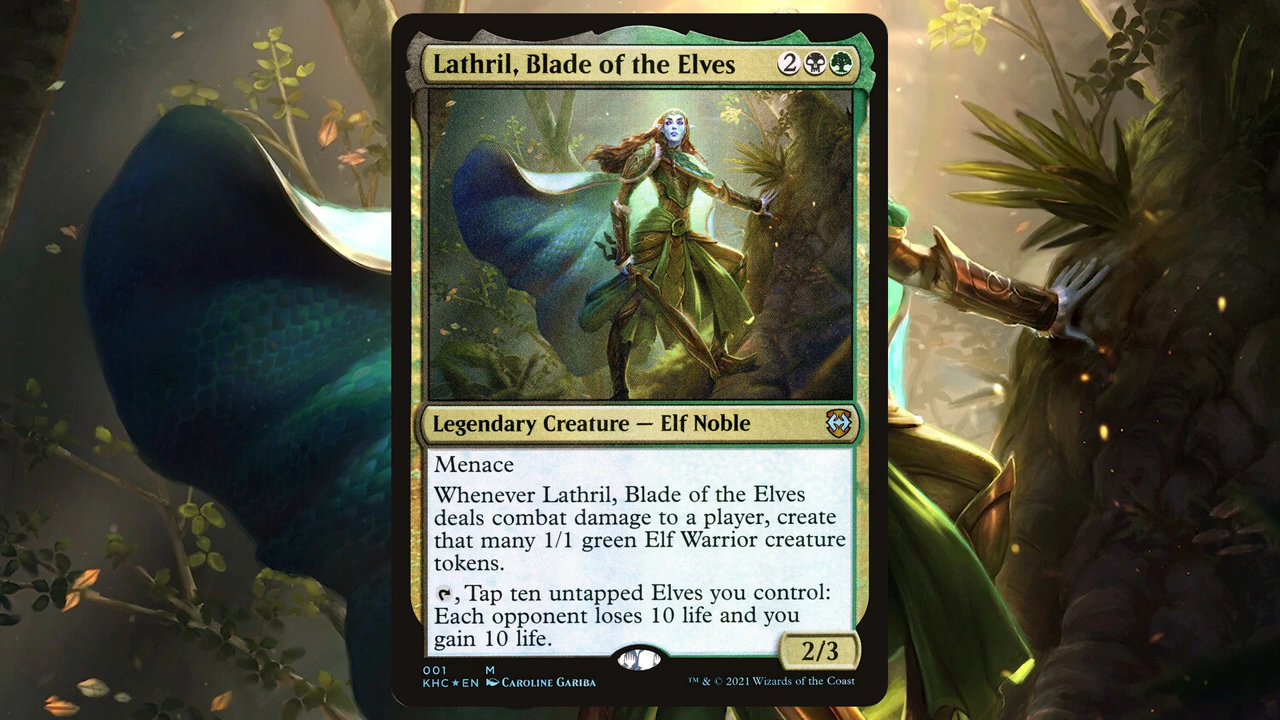 Lathril, Blade of the Elves 2
Legendary Creature — Elf Noble
Menace
Whenever Lathril, Blade of the Elves
deals combat damage to a player, create
that many 1/1 green Elf Warrior creature
tokens.
, Tap ten untapped Elves you control:
Each opponent loses 10 life and you
gain 10 life.
2/3
001 M
KHC★EN CAROLINE GARIBA
™ & © 2021 Wizards of the Coast